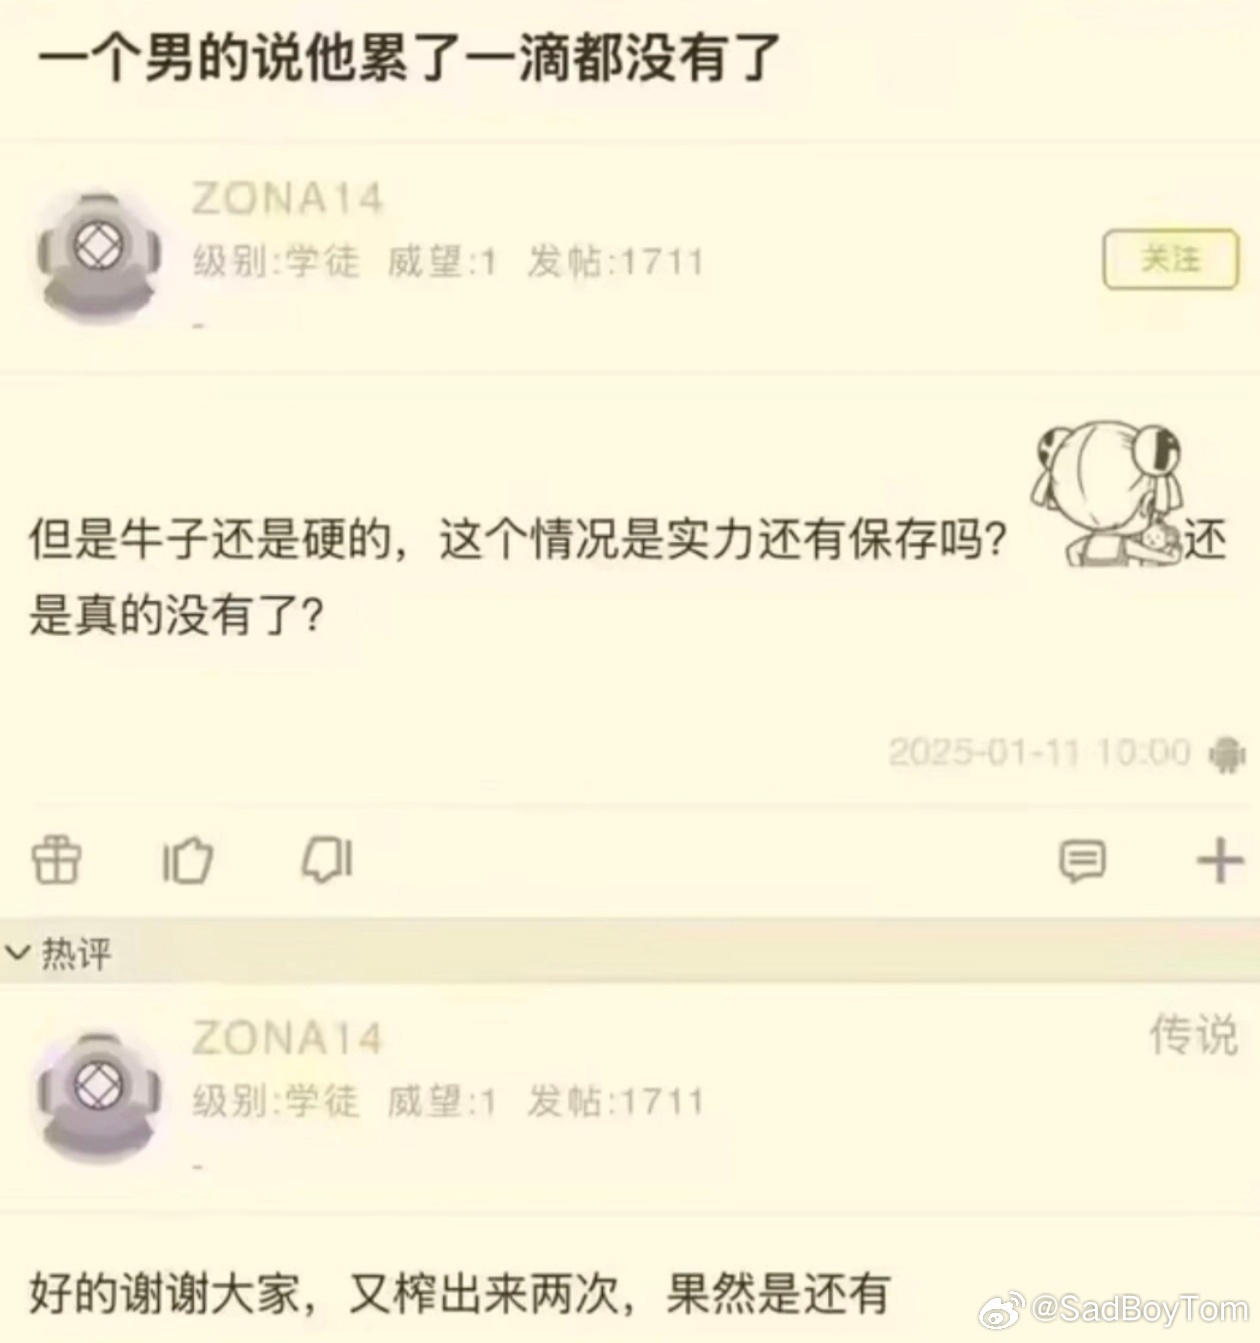 一个男的说他累了一滴都没有了
ZONA14
级别:学徒 威望:1 发帖:1711
关注
-
但是牛子还是硬的，这个情况是实力还有保存吗？还
是真的没有了？
2025-01-11 10:00
热评
ZONA14
传说
级别:学徒 威望:1 发帖:1711
-
好的谢谢大家，又榨出来两次，果然是还有
@SadBoyTom